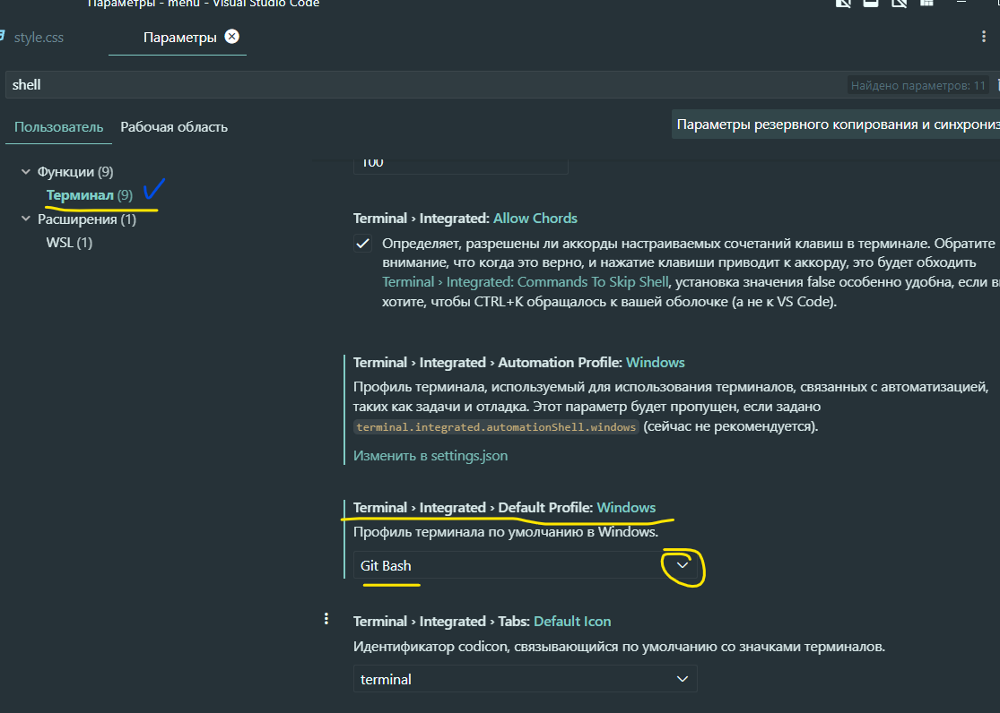 Параметры - menu - Visual Studio Code
style.css
Параметры
shell
Найдено параметров: 11
Пользователь
Рабочая область
Параметры резервного копирования и синхрониз
Функции (9)
Терминал (9)
Расширения (1)
WSL (1)
100
Terminal › Integrated: Allow Chords
Определяет, разрешены ли аккорды настраиваемых сочетаний клавиш в терминале. Обратите
внимание, что когда это верно, и нажатие клавиши приводит к аккорду, это будет обходить
Terminal › Integrated: Commands To Skip Shell, установка значения false особенно удобна, если в
хотите, чтобы CTRL+K обращалось к вашей оболочке (а не к VS Code).
Terminal › Integrated › Automation Profile: Windows
Профиль терминала, используемый для использования терминалов, связанных с автоматизацией,
таких как задачи и отладка. Этот параметр будет пропущен, если задано
terminal.integrated.automationShell.windows (сейчас не рекомендуется).
Изменить в settings.json
Terminal › Integrated › Default Profile: Windows
Профиль терминала по умолчанию в Windows.
Git Bash
Terminal › Integrated › Tabs: Default Icon
Идентификатор codicon, связывающийся по умолчанию со значками терминалов.
terminal